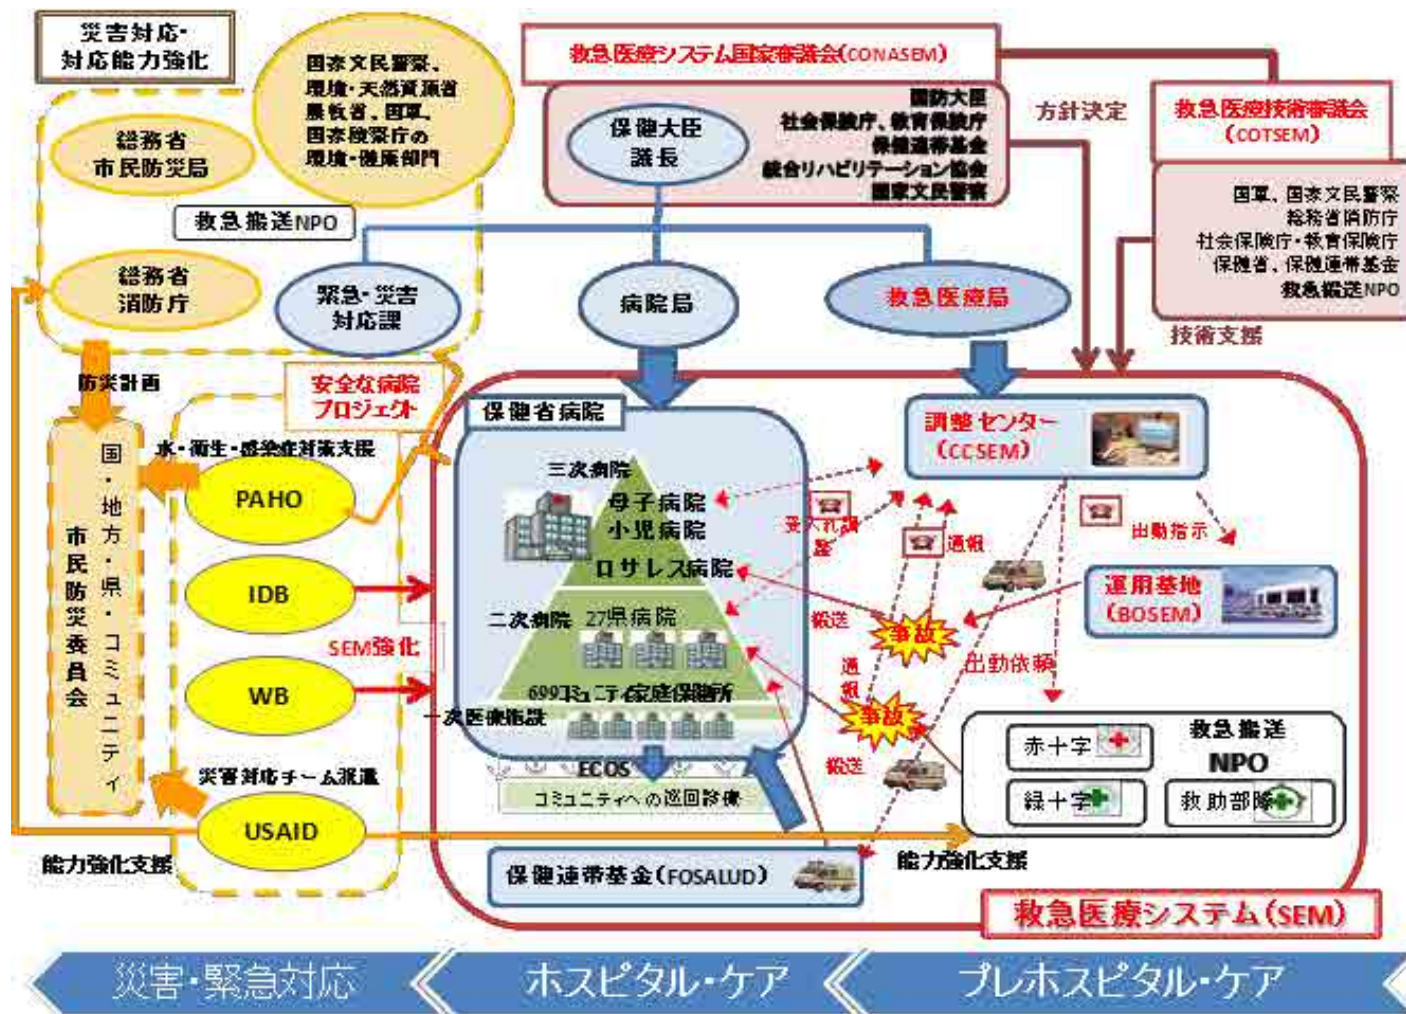 災害対応・
対応能力強化
国家文民警察、
環境・天然資源省
農牧省、国軍、
国家検察庁の
環境・健康部門
総務省
市民防災局
救急搬送NPO
総務省
消防庁
救急医療システム国家審議会(CONASEM)
保健大臣
議長
国防大臣
社会保険庁、教育保険庁
保健連帯基金
統合リハビリテーション協会
国家文民警察
方針決定
救急医療技術審議会
(COTSEM)
国軍、国家文民警察
総務省消防庁
社会保険庁・教育保険庁
保健省、保健連帯基金
救急搬送NPO
技術支援
緊急・災害
対応課
病院局
救急医療局
防災計画
安全な病院
プロジェクト
水・衛生・感染症対策支援
国・地方・県・コミュニティ
市民防災委員会
PAHO
IDB
SEM強化
WB
災害対応チーム派遣
USAID
能力強化支援
保健省病院
三次病院
母子病院
小児病院
ロサレス病院
二次病院
27県病院
699コミュニティ家庭保健所
一次医療施設
ECOS
コミュニティへの巡回診療
保健連帯基金(FOSALUD)
調整センター
(CCSEM)
受入れ調
整
通報
出動指示
運用基地
(BOSEM)
搬送
事故
出動依頼
通報
事故
搬送
救急搬送
NPO
赤十字
緑十字
救助部隊
能力強化支援
救急医療システム(SEM)
災害・緊急対応
ホスピタル・ケア
プレホスピタル・ケア